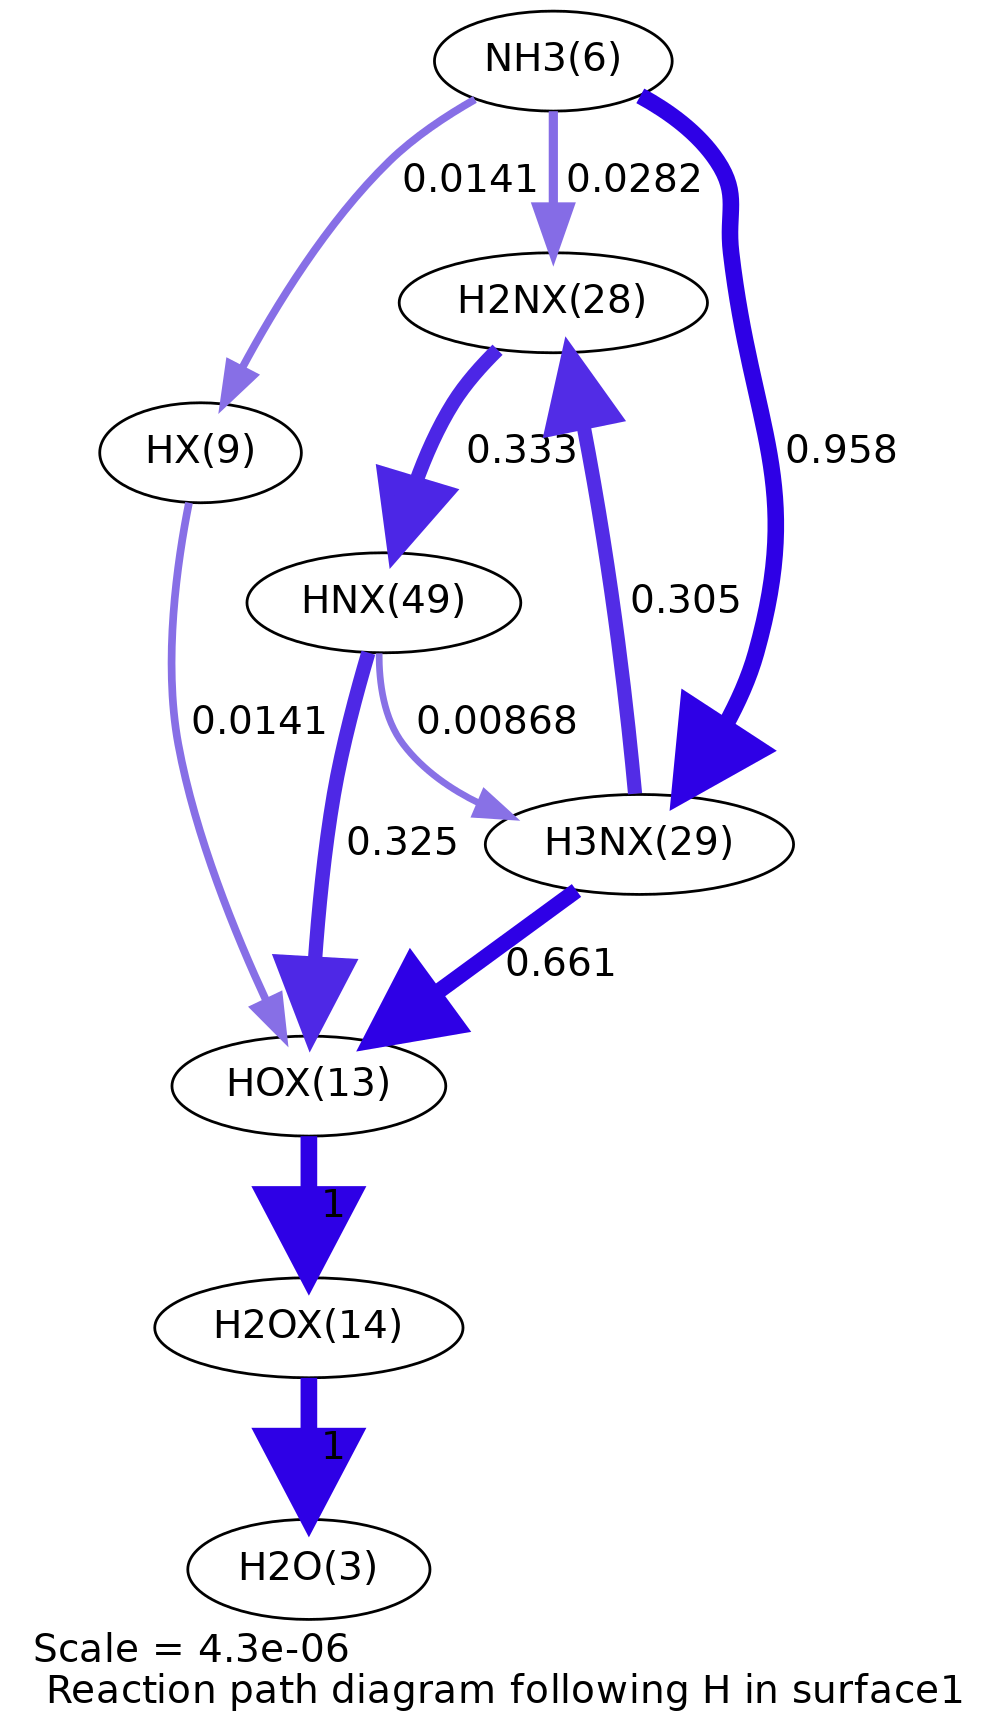 NH3(6)
0.0141
0.0282
H2NX(28)
HX(9)
0.333
0.958
HNX(49)
0.305
0.0141
0.00868
0.325
H3NX(29)
0.661
HOX(13)
1
H2OX(14)
1
H2O(3)
Scale = 4.3e-06
Reaction path diagram following H in surface1